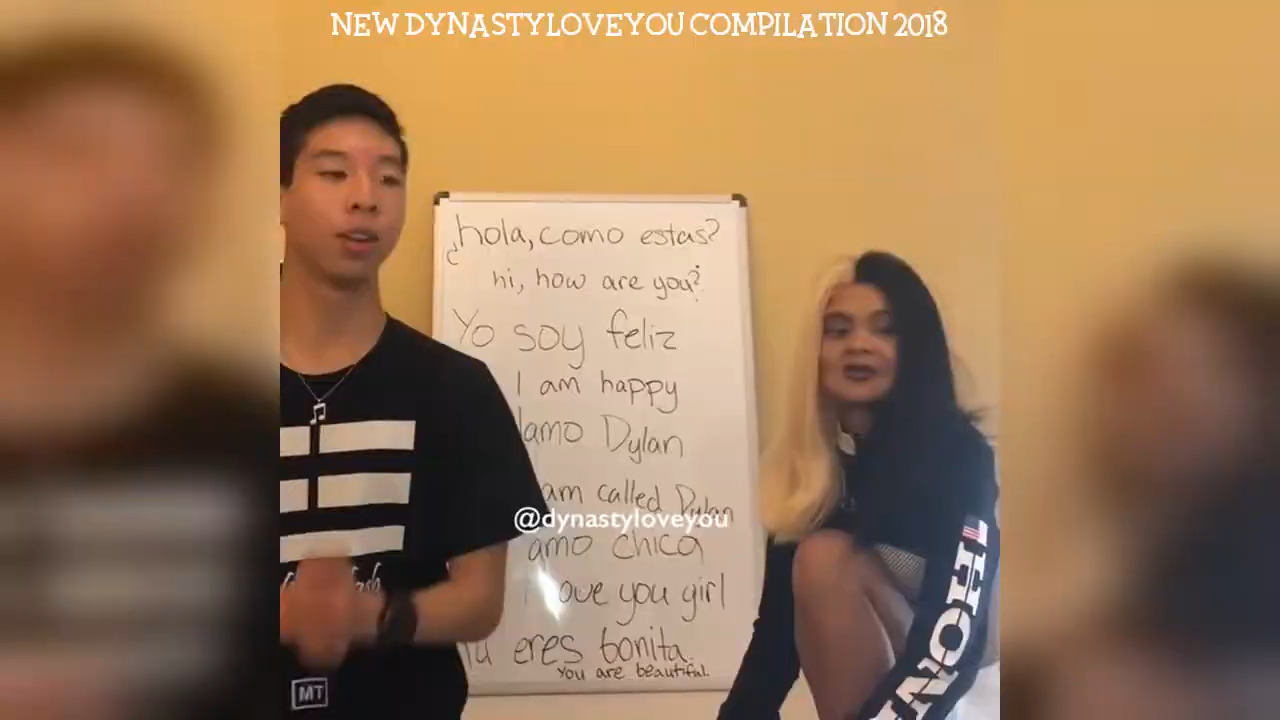 NEW DYNASTYLOVEYOU COMPILATION 2018
¿hola, como estas?
hi, how are you?
Yo soy feliz
I am happy
lamo Dylan
am called Dylan
@dynastyloveyou
amo chica
I love you girl
Tu eres bonita.
You are beautiful.
MT